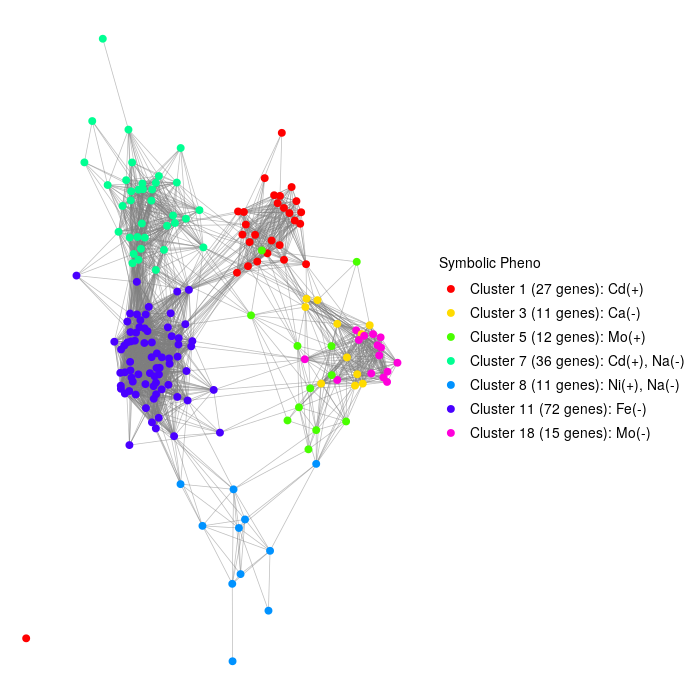 Symbolic Pheno
Cluster 1 (27 genes): Cd(+)
Cluster 3 (11 genes): Ca(-)
Cluster 5 (12 genes): Mo(+)
Cluster 7 (36 genes): Cd(+), Na(-)
Cluster 8 (11 genes): Ni(+), Na(-)
Cluster 11 (72 genes): Fe(-)
Cluster 18 (15 genes): Mo(-)